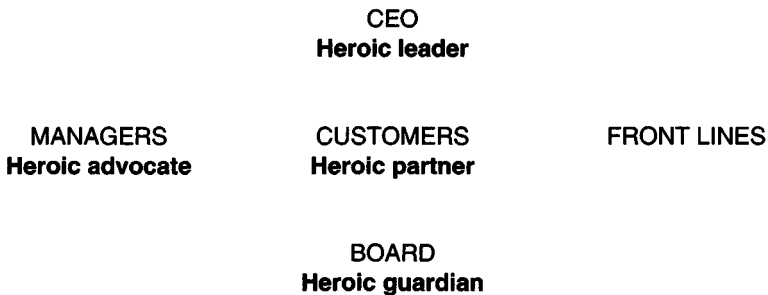 CEO
Heroic leader
MANAGERS
Heroic advocate
CUSTOMERS
Heroic partner
FRONT LINES
BOARD
Heroic guardian